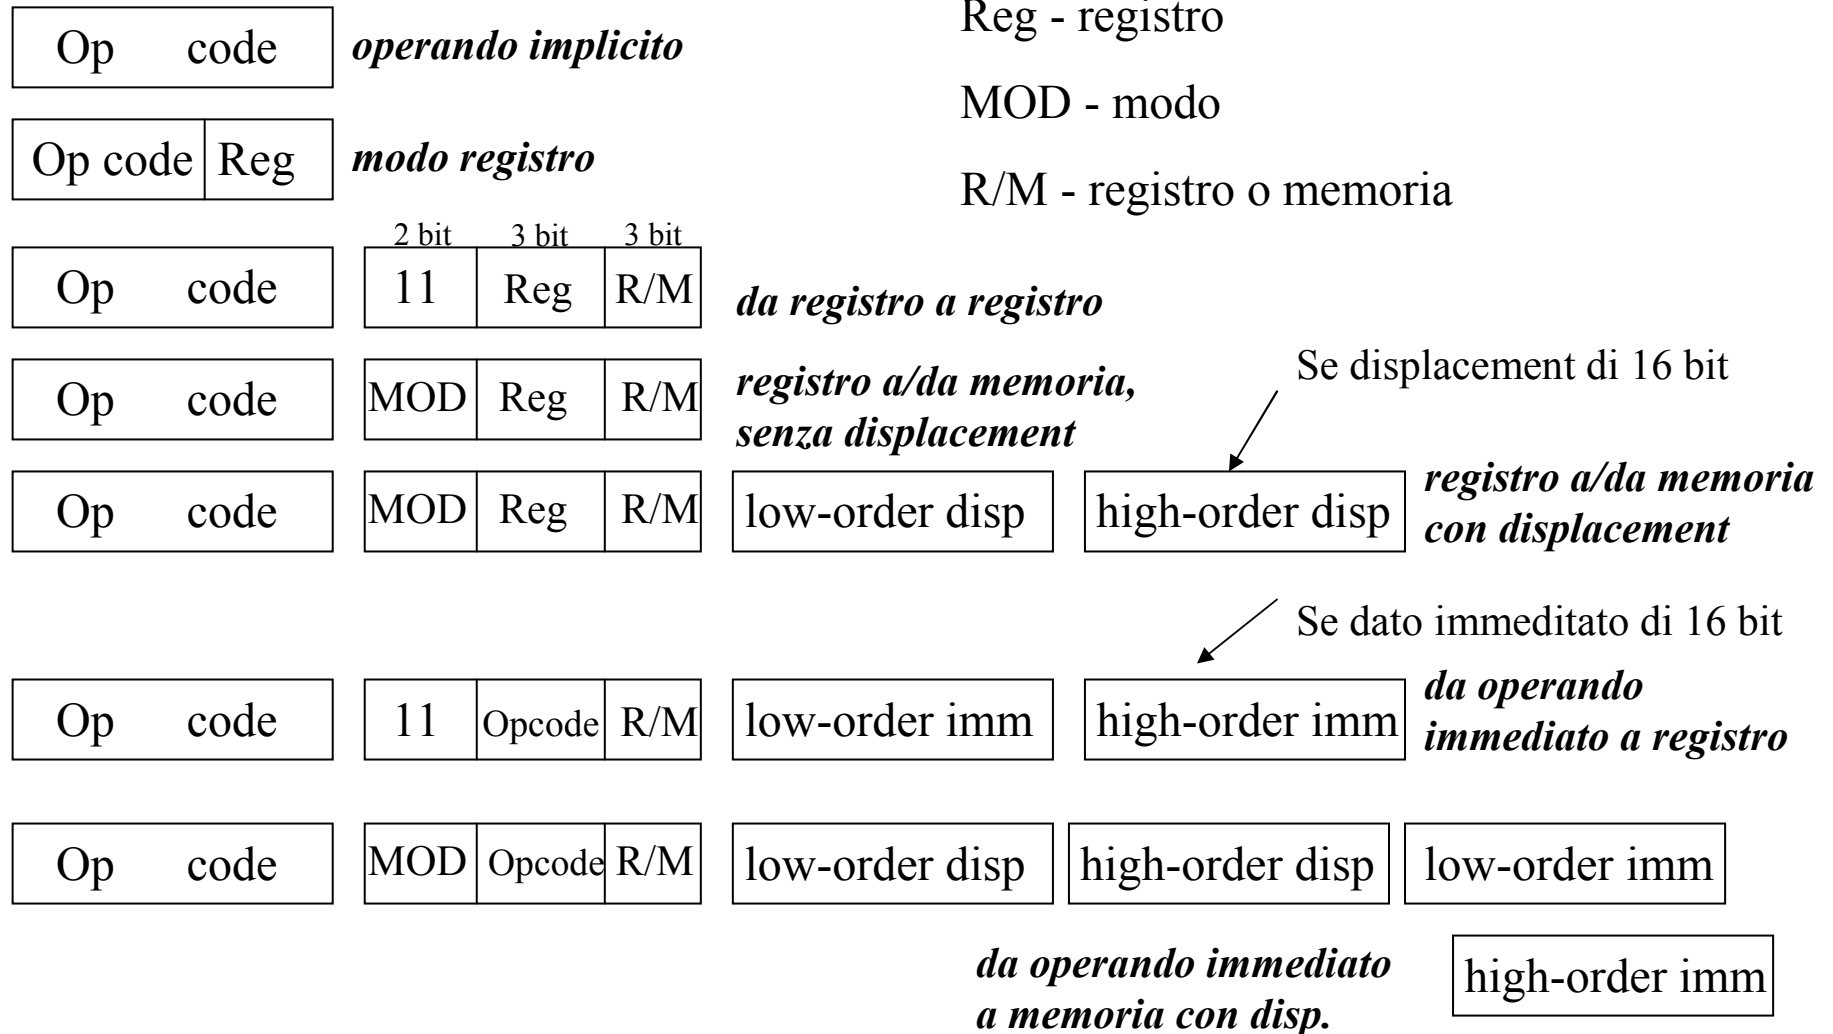 Reg - registro
Op code operando implicito
MOD - modo
Op code Reg modo registro
R/M - registro o memoria
2 bit 3 bit 3 bit
Op code 11 Reg R/M da registro a registro
Se displacement di 16 bit
Op code MOD Reg R/M registro a/da memoria,
senza displacement
Op code MOD Reg R/M low-order disp high-order disp registro a/da memoria
con displacement
Se dato immeditato di 16 bit
Op code 11 Opcode R/M low-order imm high-order imm da operando
immediato a registro
Op code MOD Opcode R/M low-order disp high-order disp low-order imm
da operando immediato
a memoria con disp.
high-order imm